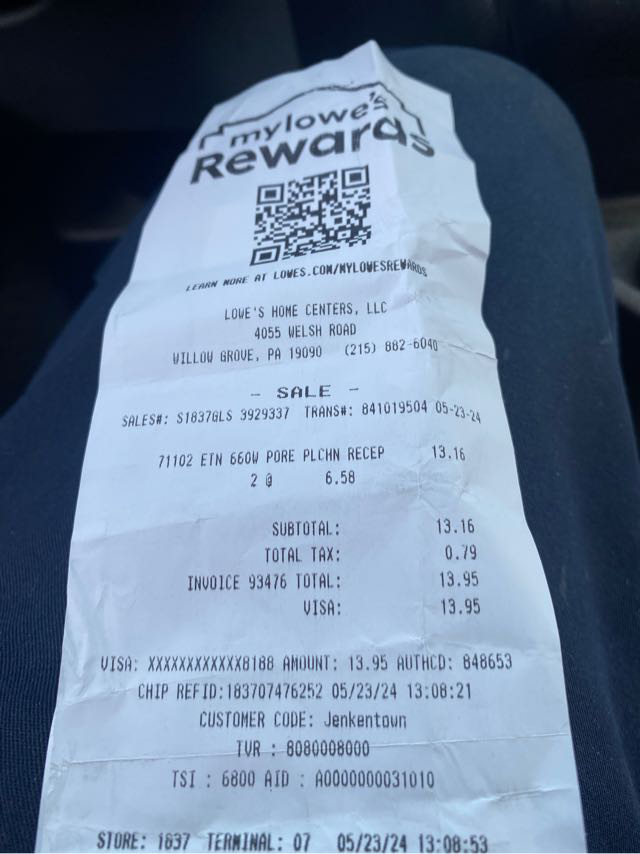 mylowe's
Rewards
LEARN MORE AT LOWES.COM/MYLOWESREWARDS
LOWE'S HOME CENTERS, LLC
4055 WELSH ROAD
WILLOW GROVE, PA 19090 (215) 882-6040
- SALE -
SALES#: S1837GLS 3929337 TRANS#: 841019504 05-23-24
71102 ETN 660W PORE PLCHN RECEP 13.16
2 @ 6.58
SUBTOTAL: 13.16
TOTAL TAX: 0.79
INVOICE 93476 TOTAL: 13.95
VISA: 13.95
VISA: XXXXXXXXXXXX8188 AMOUNT: 13.95 AUTHCD: 848653
CHIP REFID:183707476252 05/23/24 13:08:21
CUSTOMER CODE: Jenkentown
TVR : 8080008000
TSI : 6800 AID : A0000000031010
STORE: 1837 TERMINAL: 07 05/23/24 13:08:53